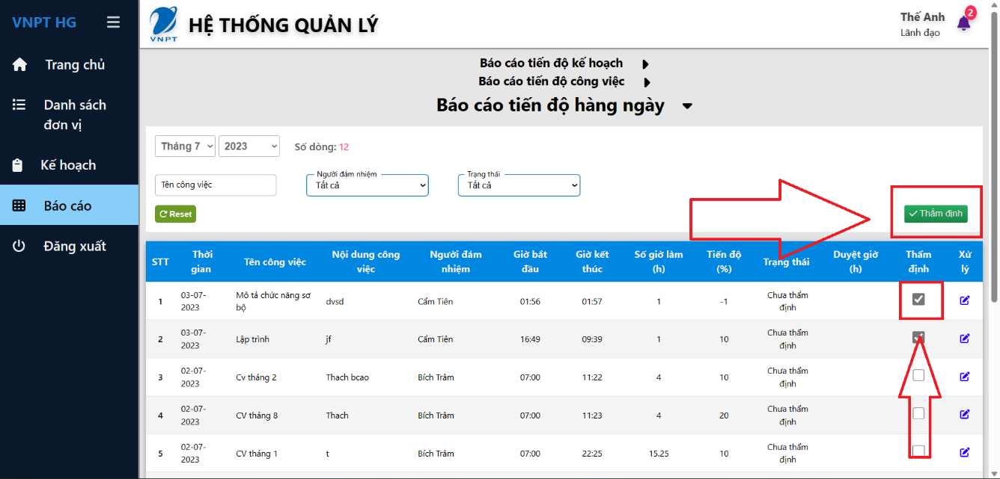 VNPT HG
Trang chủ
Danh sách
đơn vị
Kế hoạch
Báo cáo
Đăng xuất
VNPT
HỆ THỐNG QUẢN LÝ
Thế Anh
Lãnh đạo
2
Báo cáo tiến độ kế hoạch
Báo cáo tiến độ công việc
Báo cáo tiến độ hàng ngày
Tháng 7
2023
Số dòng: 12
Tên công việc
Người đảm nhiệm
Tất cả
Trạng thái
Tất cả
Reset
Thẩm định
STT
Thời
gian
Tên công việc
Nội dung công
việc
Người đảm
nhiệm
Giờ bắt
đầu
Giờ kết
thúc
Số giờ làm
(h)
Tiến độ
(%)
Trạng thái
Duyệt giờ
(h)
Thẩm
định
Xử
lý
1
03-07-
2023
Mô tả chức năng sơ
bộ
dvsd
Cẩm Tiên
01:56
01:57
1
-1
Chưa thẩm
định
2
03-07-
2023
Lập trình
jf
Cẩm Tiên
16:49
09:39
1
10
Chưa thẩm
định
3
02-07-
2023
Cv tháng 2
Thach bcao
Bích Trâm
07:00
11:22
4
10
Chưa thẩm
định
4
02-07-
2023
CV tháng 8
Thach
Bích Trâm
07:00
11:23
4
20
Chưa thẩm
định
5
02-07-
2023
CV tháng 1
t
Bích Trâm
07:00
22:25
15.25
10
Chưa thẩm
định